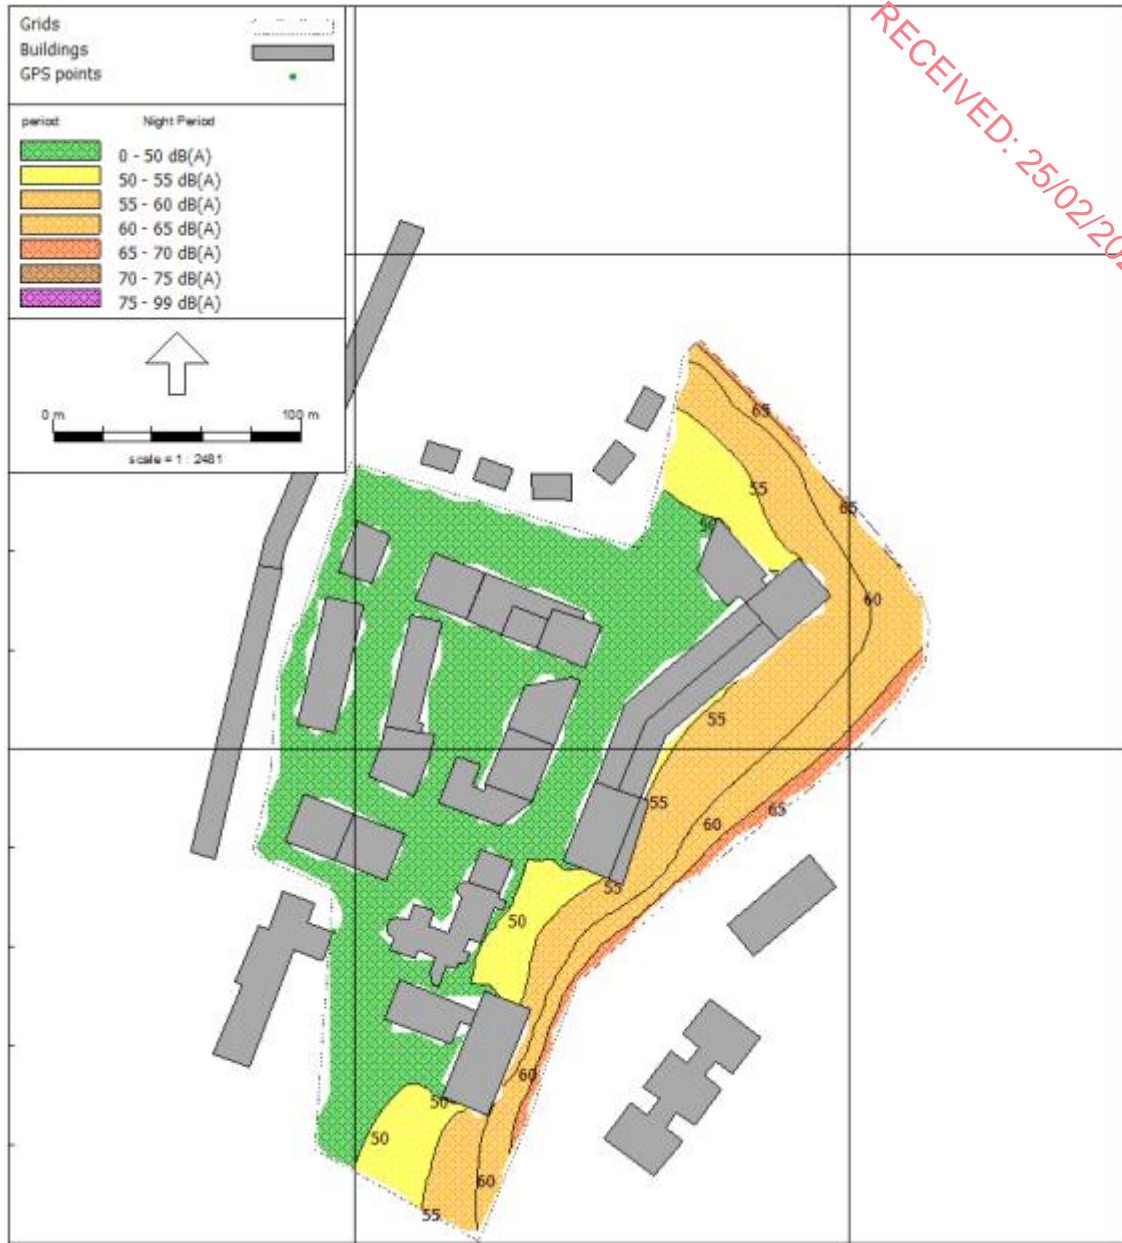 Grids
Buildings
GPS points
period Night Period
0 - 50 dB(A)
50 - 55 dB(A)
55 - 60 dB(A)
60 - 65 dB(A)
65 - 70 dB(A)
70 - 75 dB(A)
75 - 99 dB(A)
0 m 100 m
scale = 1 : 2481
RECEIVED: 25/02/202
65
55
65
50
60
55
55
60
65
55
50
60
50
50
60
55